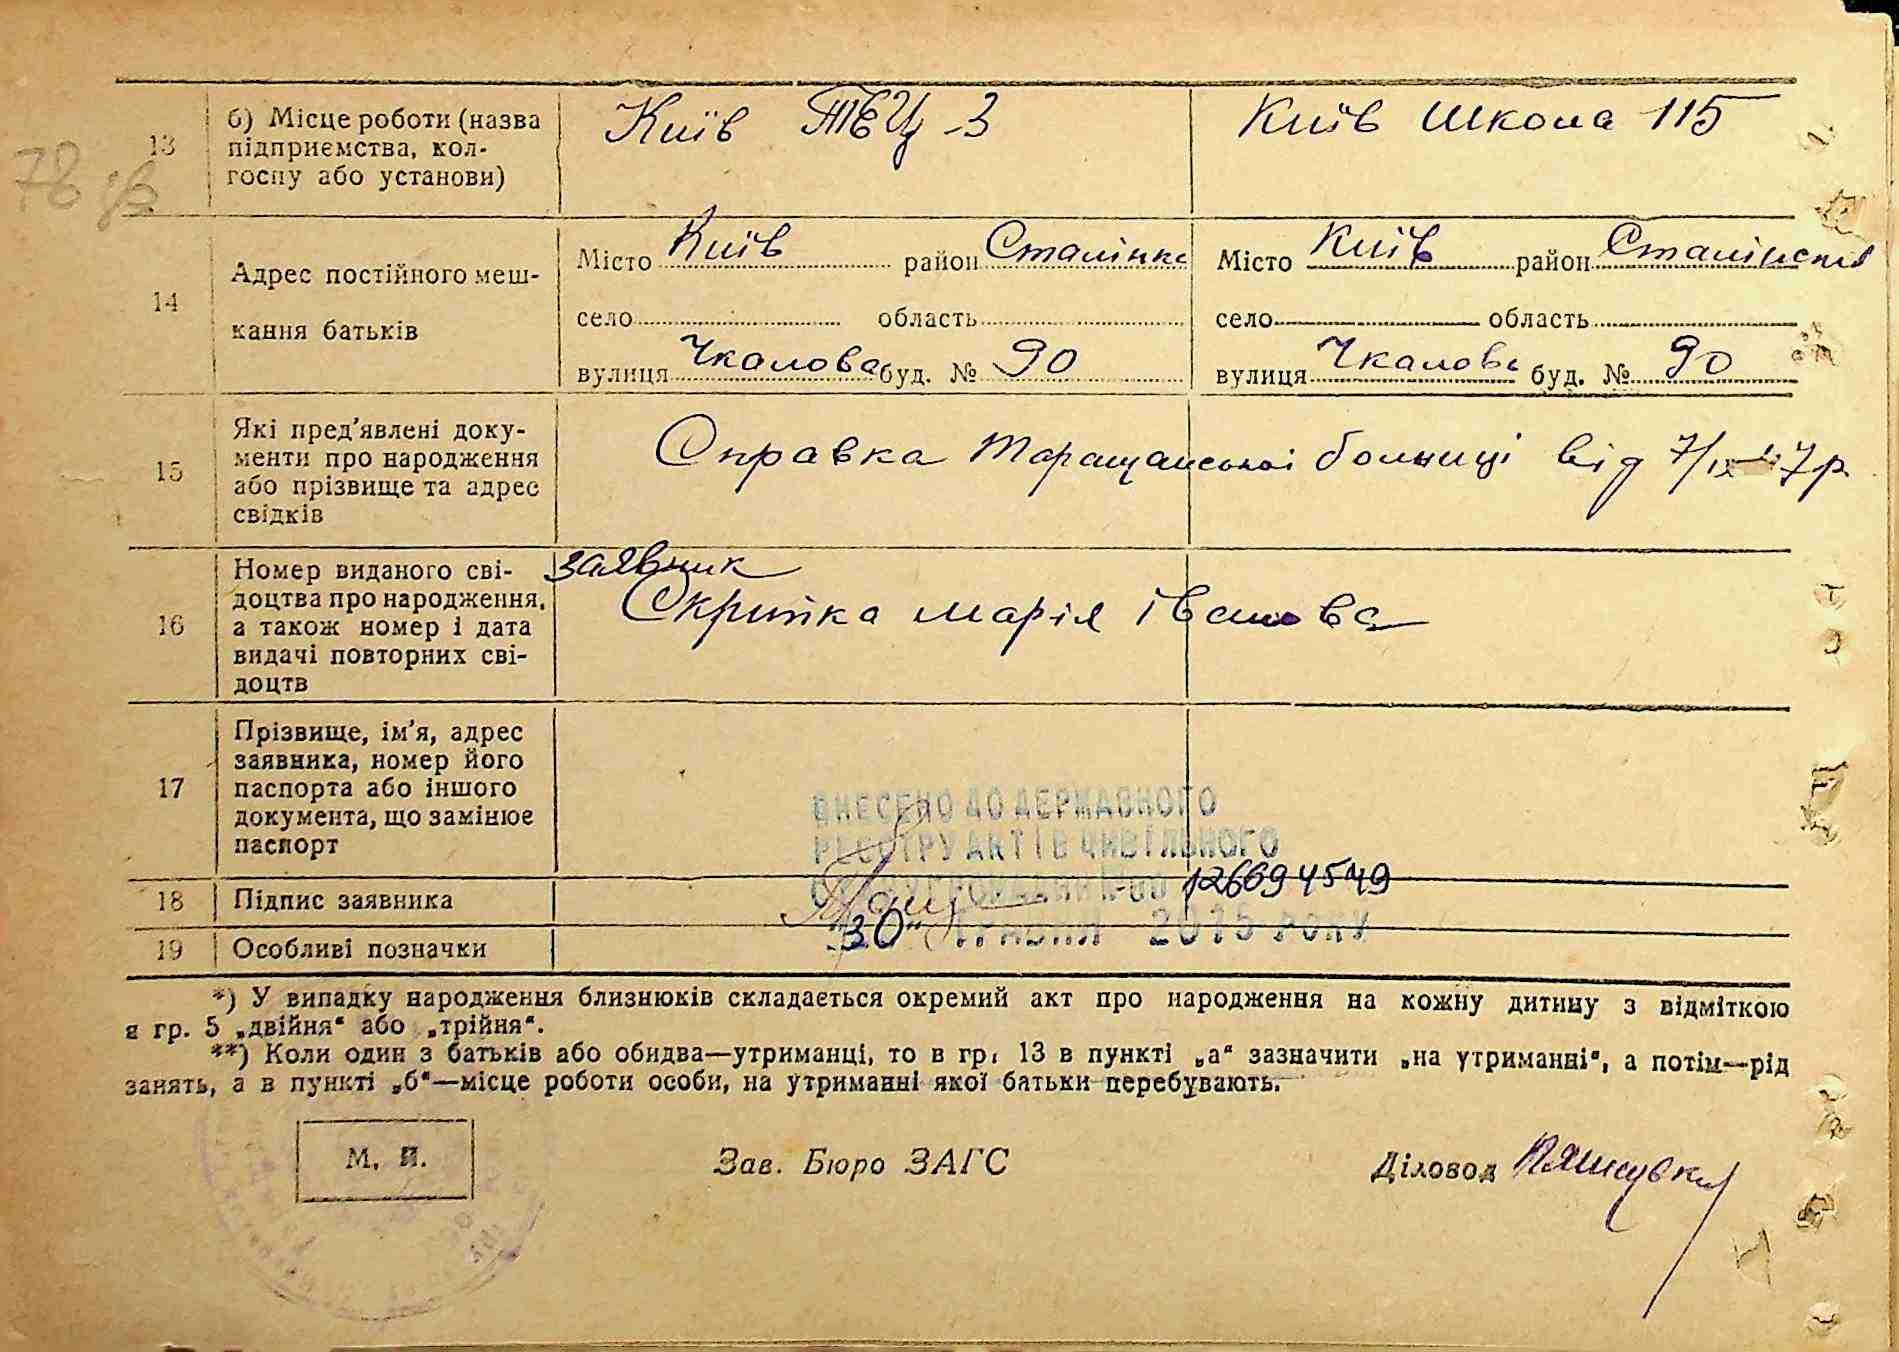 13
б) Місце роботи (назва
підприємства, кол-
госпу або установи)
Київ ТЕЦ-3
Київ Школа 115
14
Адрес постійного меш-
кання батьків
Місто Київ район Сталінкс
село область
вулиця Чкалова буд. № 90
Місто Київ район Сталінськ
село область
вулиця Чкалова буд. № 90
15
Які пред'явлені доку-
менти про народження
або прізвище та адрес
свідків
Справка Таращанської больниці від 7/ІХ 47р
16
Номер виданого сві-
доцтва про народження,
а також номер і дата
видачі повторних сві-
доцтв
заявник
Скрипка Марія Іванова
17
Прізвище, ім'я, адрес
заявника, номер його
паспорта або іншого
документа, що замінює
паспорт
ВНЕСЕНО ДО ДЕРЖАВНОГО
РЕЄСТРУ АКТІВ ЦИВІЛЬНОГО
СТАНУ ГРОМАДЯН №00 126694549
"30" ТРАВНЯ 2015 РОКУ
18
Підпис заявника
19
Особливі позначки
*) У випадку народження близнюків складається окремий акт про народження на кожну дитину з відміткою
в гр. 5 „двійня“ або „трійня“.
**) Коли один з батьків або обидва—утриманці, то в гр. 13 в пункті „а“ зазначити „на утриманні“, а потім—рід
занять, а в пункті „б“—місце роботи особи, на утриманні якої батьки перебувають.
М. П.
Зав. Бюро ЗАГС
Діловод